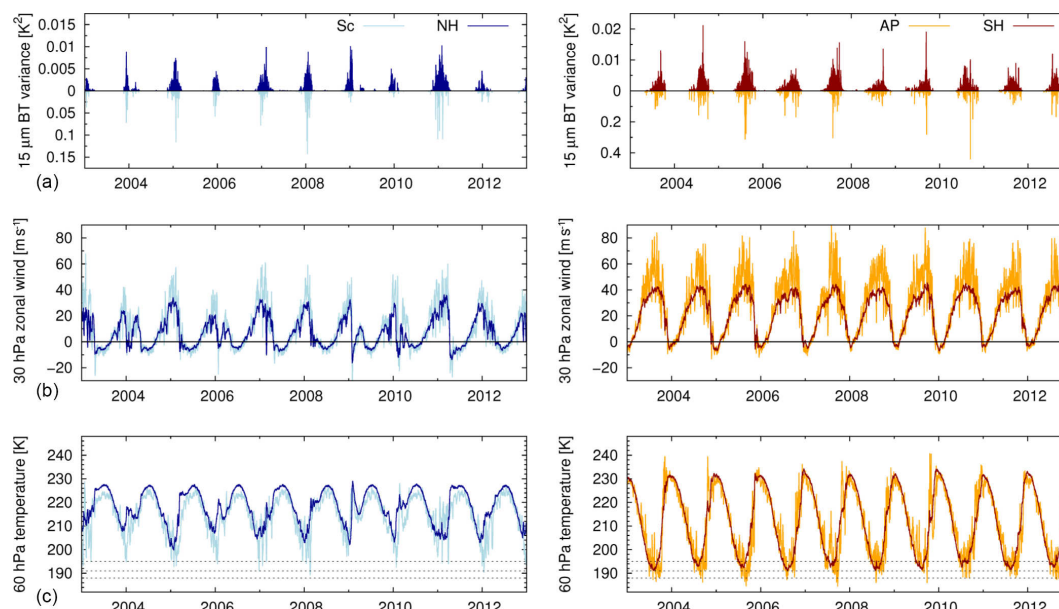 Sc NH
15 μm BT variance [K²]
0.015
0.01
0.005
0
0.05
0.1
0.15
2004 2006 2008 2010 2012
(a)
AP SH
15 μm BT variance [K²]
0.02
0.01
0
0.2
0.4
2004 2006 2008 2010 2012
30 hPa zonal wind [m s⁻¹]
80
60
40
20
0
−20
2004 2006 2008 2010 2012
(b)
30 hPa zonal wind [m s⁻¹]
80
60
40
20
0
−20
2004 2006 2008 2010 2012
60 hPa temperature [K]
240
230
220
210
200
190
2004 2006 2008 2010 2012
(c)
60 hPa temperature [K]
240
230
220
210
200
190
2004 2006 2008 2010 2012